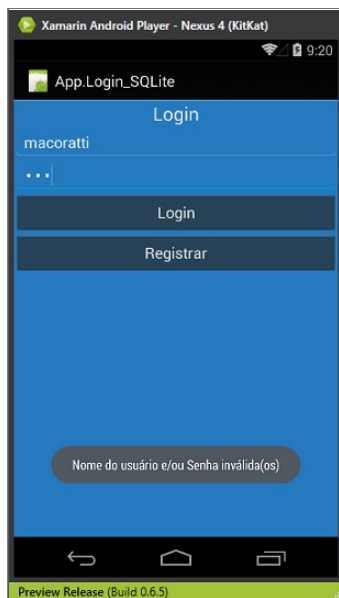 Xamarin Android Player - Nexus 4 (KitKat)
9:20
App.Login_SQLite
Login
macoratti
•••
Login
Registrar
Nome do usuário e/ou Senha inválida(os)
Preview Release (Build 0.6.5)